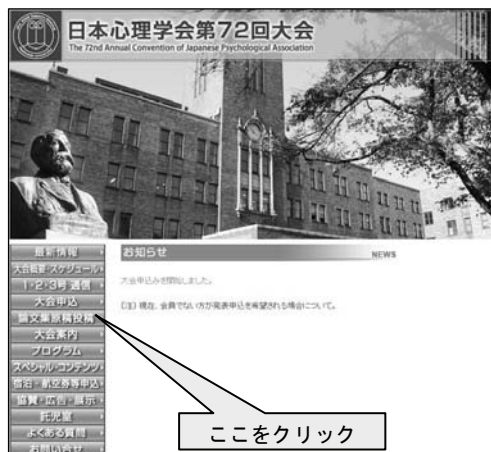 日本心理学会第72回大会
The 72nd Annual Convention of Japanese Psychological Association
最新情報
大会概要・スケジュール
1・2・3号 通信
大会申込
論文集原稿投稿
大会案内
プログラム
スペシャル・コンテンツ
宿泊・航空券等申込
協賛・広告・展示
託児室
よくある質問
お問い合せ
お知らせ
NEWS
大会申込みを開始しました。
【注】 現在、会員でない方が発表申込を希望される場合について。
ここをクリック